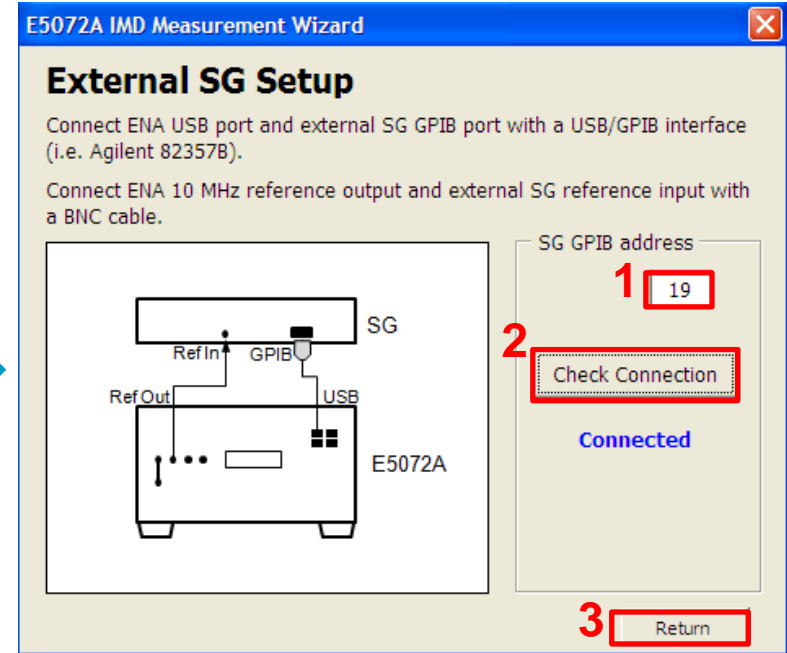 E5072A IMD Measurement Wizard
External SG Setup
Connect ENA USB port and external SG GPIB port with a USB/GPIB interface
(i.e. Agilent 82357B).
Connect ENA 10 MHz reference output and external SG reference input with
a BNC cable.
SG GPIB address
1 19
SG
2
Ref In GPIB
Check Connection
Ref Out USB
Connected
E5072A
3 Return